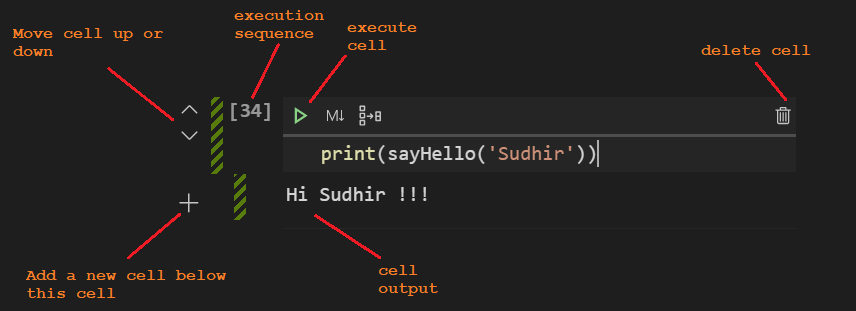 execution
sequence
execute
cell
Move cell up or
down
delete cell
[34]
M↓
print(sayHello('Sudhir'))
Hi Sudhir !!!
Add a new cell below
this cell
cell
output